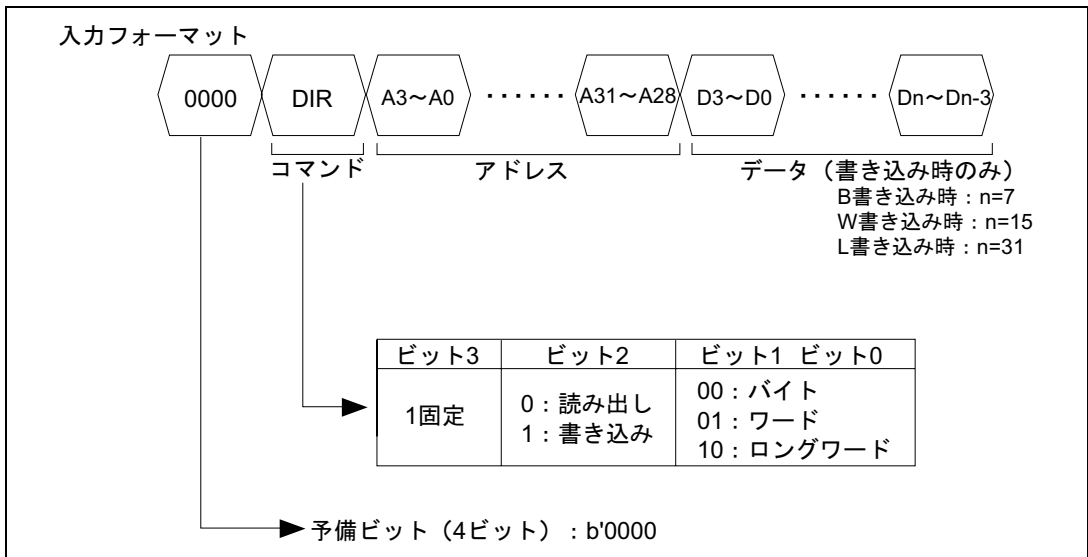 入力フォーマット
0000 DIR A3～A0 ‥‥‥ A31～A28 D3～D0 ‥‥‥ Dn～Dn-3
コマンド アドレス データ（書き込み時のみ）
B書き込み時：n=7
W書き込み時：n=15
L書き込み時：n=31
ビット3 ビット2 ビット1 ビット0
1固定 0：読み出し 00：バイト
1：書き込み 01：ワード
10：ロングワード
予備ビット（4ビット）：b'0000